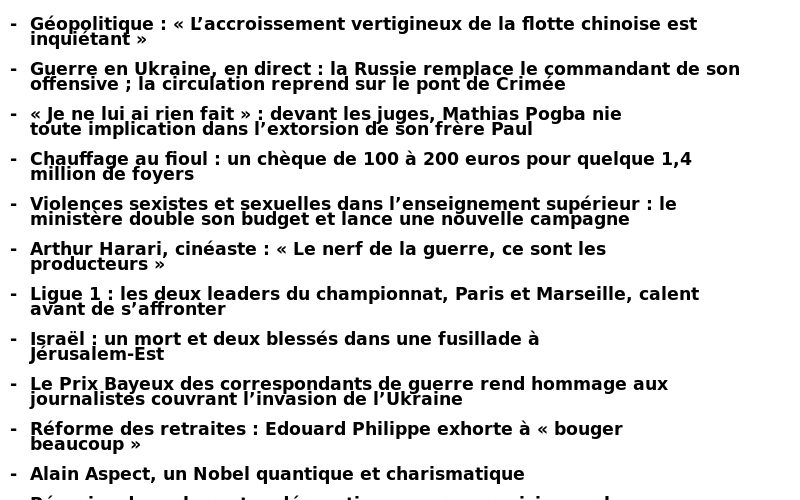 - Géopolitique : « L’accroissement vertigineux de la flotte chinoise est
inquiétant »
- Guerre en Ukraine, en direct : la Russie remplace le commandant de son
offensive ; la circulation reprend sur le pont de Crimée
- « Je ne lui ai rien fait » : devant les juges, Mathias Pogba nie
toute implication dans l’extorsion de son frère Paul
- Chauffage au fioul : un chèque de 100 à 200 euros pour quelque 1,4
million de foyers
- Violences sexistes et sexuelles dans l’enseignement supérieur : le
ministère double son budget et lance une nouvelle campagne
- Arthur Harari, cinéaste : « Le nerf de la guerre, ce sont les
producteurs »
- Ligue 1 : les deux leaders du championnat, Paris et Marseille, calent
avant de s’affronter
- Israël : un mort et deux blessés dans une fusillade à
Jérusalem-Est
- Le Prix Bayeux des correspondants de guerre rend hommage aux
journalistes couvrant l’invasion de l’Ukraine
- Réforme des retraites : Edouard Philippe exhorte à « bouger
beaucoup »
- Alain Aspect, un Nobel quantique et charismatique